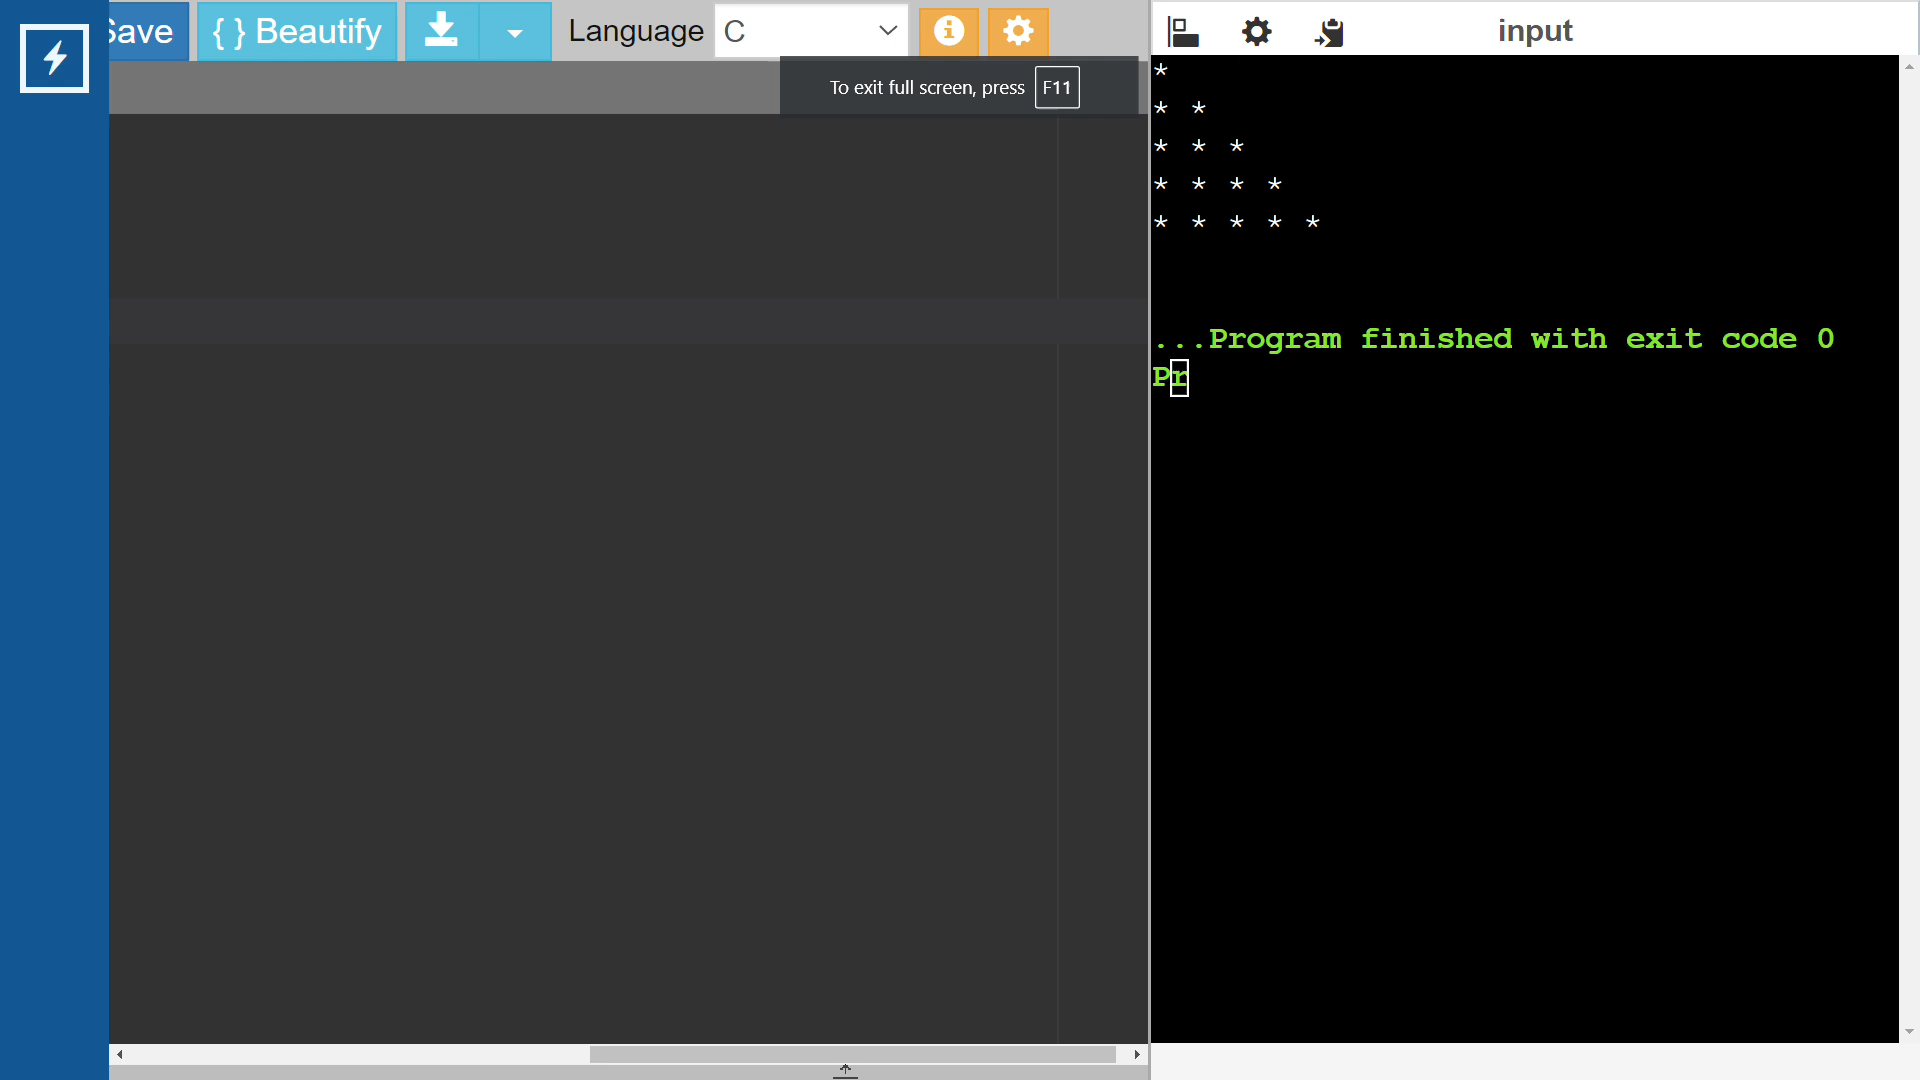 Save { } Beautify Language C input
To exit full screen, press F11
*
* *
* * *
* * * *
* * * * *
...Program finished with exit code 0
Pr